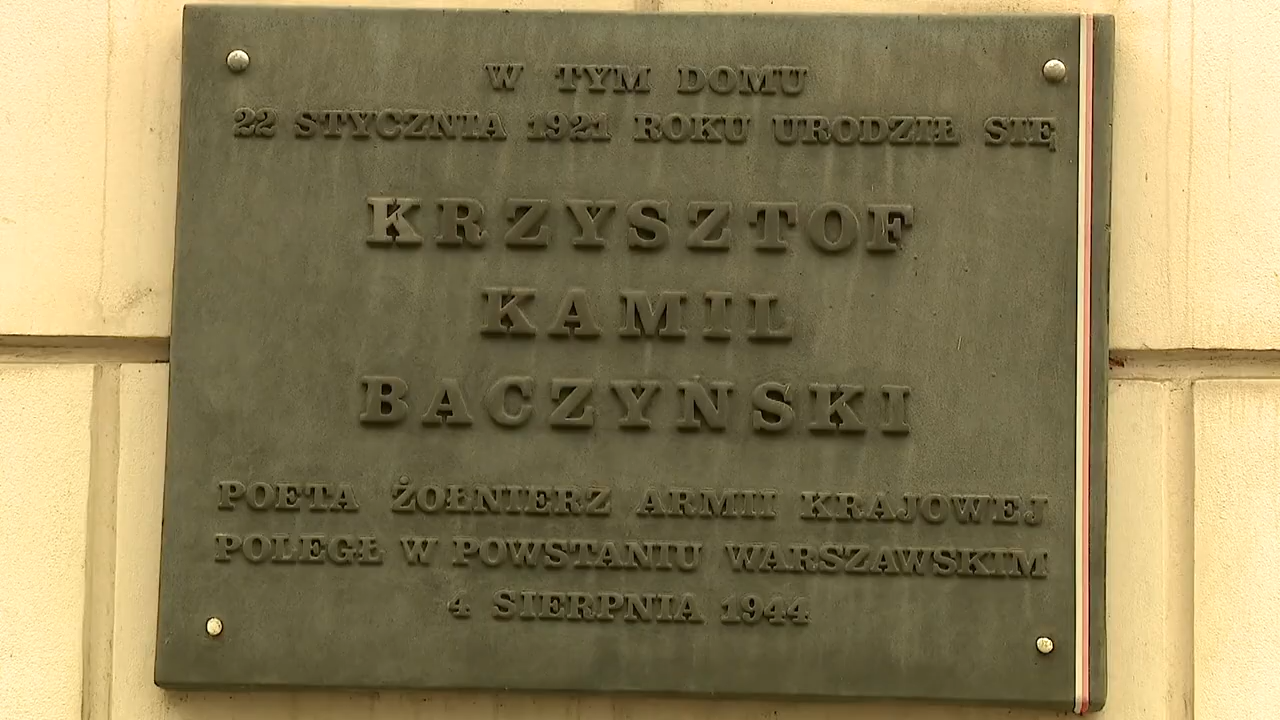 W TYM DOMU
22 STYCZNIA 1921 ROKU URODZIŁ SIĘ
KRZYSZTOF
KAMIL
BACZYŃSKI
POETA ŻOŁNIERZ ARMII KRAJOWEJ
POLEGŁ W POWSTANIU WARSZAWSKIM
4 SIERPNIA 1944